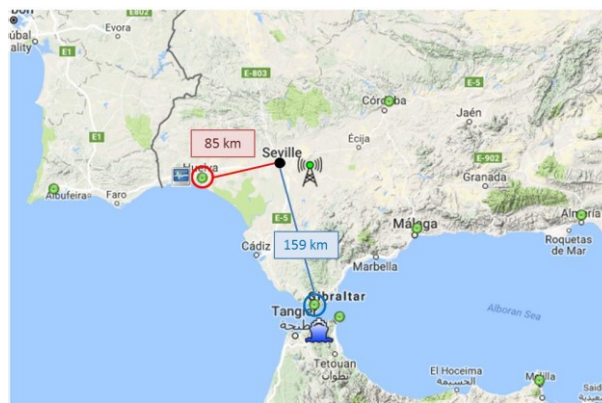 Evora
E802
E1
E-803
E-5
Córdoba
Jaén
85 km
Seville
Écija
E-902
Huelva
Granada
Albufeira
Faro
E-5
Málaga
Almería
Cádiz
159 km
Roquetas
de Mar
Marbella
Gibraltar
Tangier
طنجة
Alboran Sea
Tetouan
تطوان
El Hoceima
الحسيمة
Melilla